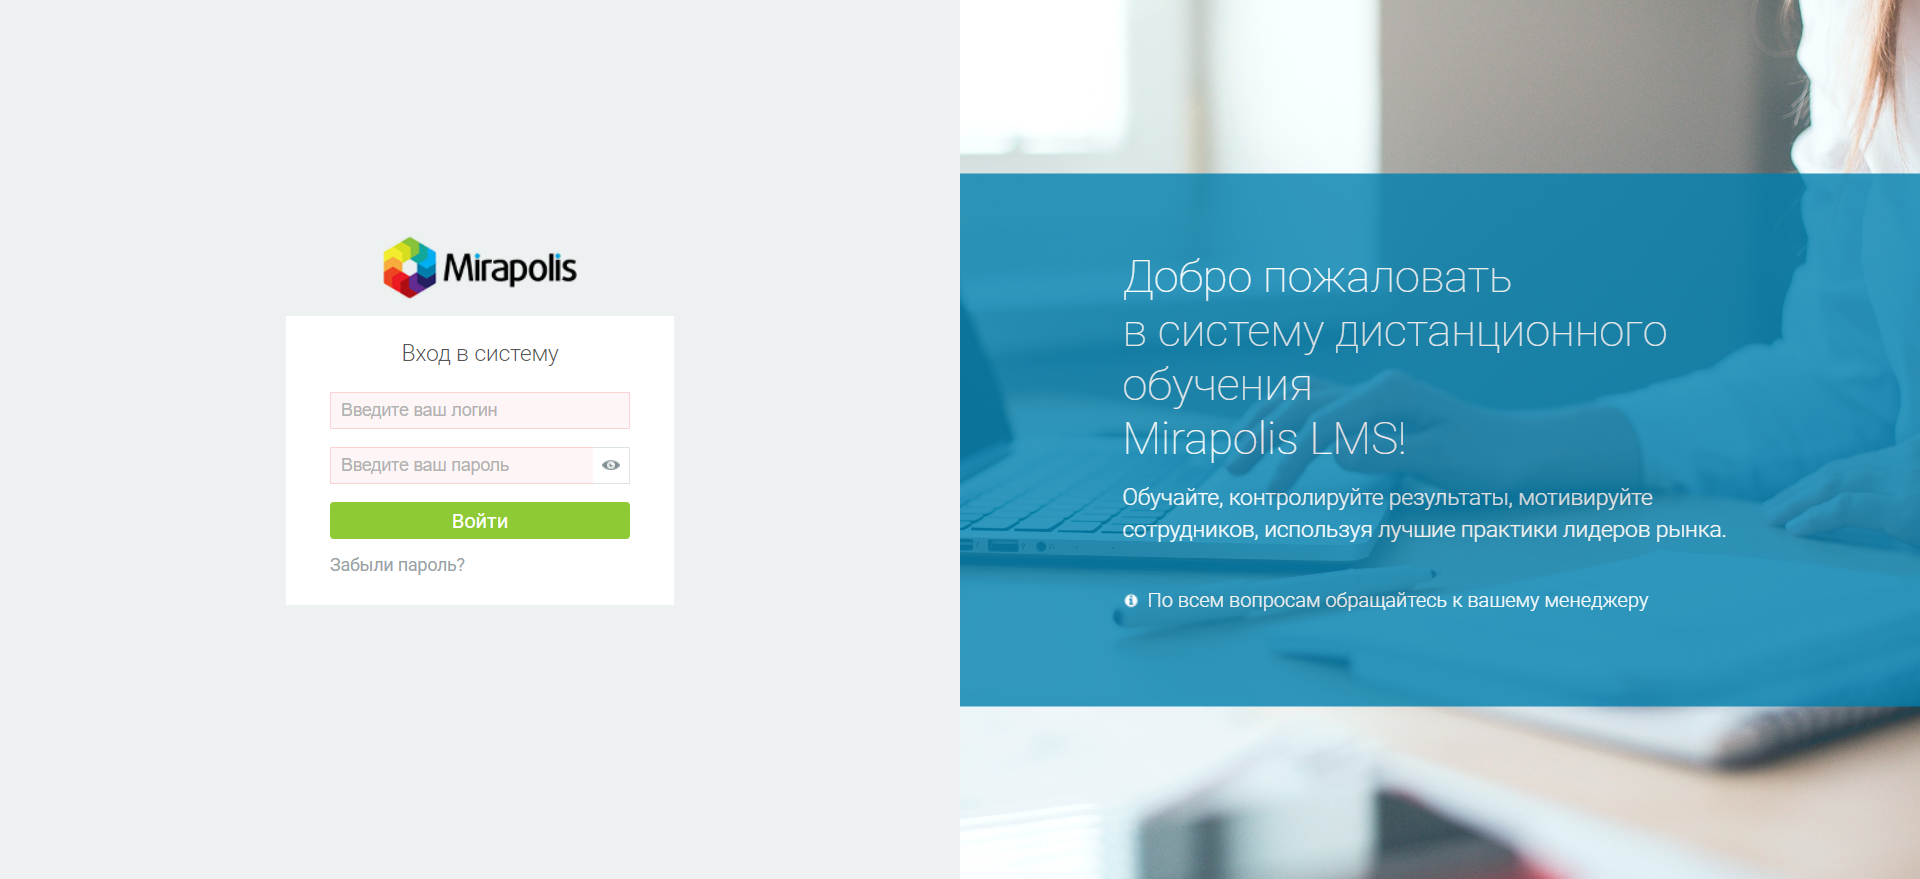 Mirapolis
Вход в систему
Введите ваш логин
Введите ваш пароль
Войти
Забыли пароль?
Добро пожаловать
в систему дистанционного
обучения
Mirapolis LMS!
Обучайте, контролируйте результаты, мотивируйте
сотрудников, используя лучшие практики лидеров рынка.
По всем вопросам обращайтесь к вашему менеджеру